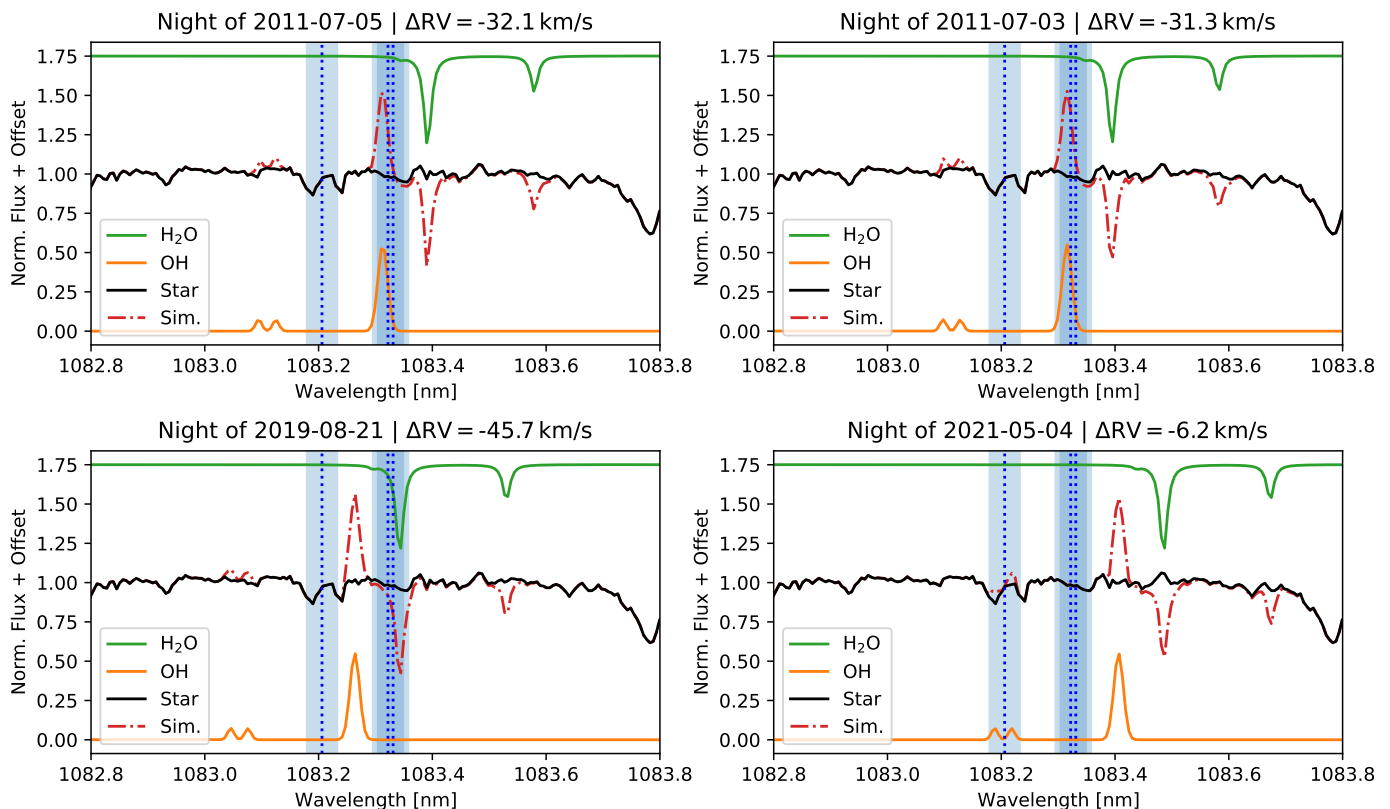 Night of 2011-07-05 | ΔRV = -32.1 km/s
Norm. Flux + Offset
1.75
1.50
1.25
1.00
0.75
0.50
0.25
0.00
H₂O
OH
Star
Sim.
1082.8 1083.0 1083.2 1083.4 1083.6 1083.8
Wavelength [nm]
Night of 2011-07-03 | ΔRV = -31.3 km/s
Norm. Flux + Offset
1.75
1.50
1.25
1.00
0.75
0.50
0.25
0.00
H₂O
OH
Star
Sim.
1082.8 1083.0 1083.2 1083.4 1083.6 1083.8
Wavelength [nm]
Night of 2019-08-21 | ΔRV = -45.7 km/s
Norm. Flux + Offset
1.75
1.50
1.25
1.00
0.75
0.50
0.25
0.00
H₂O
OH
Star
Sim.
1082.8 1083.0 1083.2 1083.4 1083.6 1083.8
Wavelength [nm]
Night of 2021-05-04 | ΔRV = -6.2 km/s
Norm. Flux + Offset
1.75
1.50
1.25
1.00
0.75
0.50
0.25
0.00
H₂O
OH
Star
Sim.
1082.8 1083.0 1083.2 1083.4 1083.6 1083.8
Wavelength [nm]